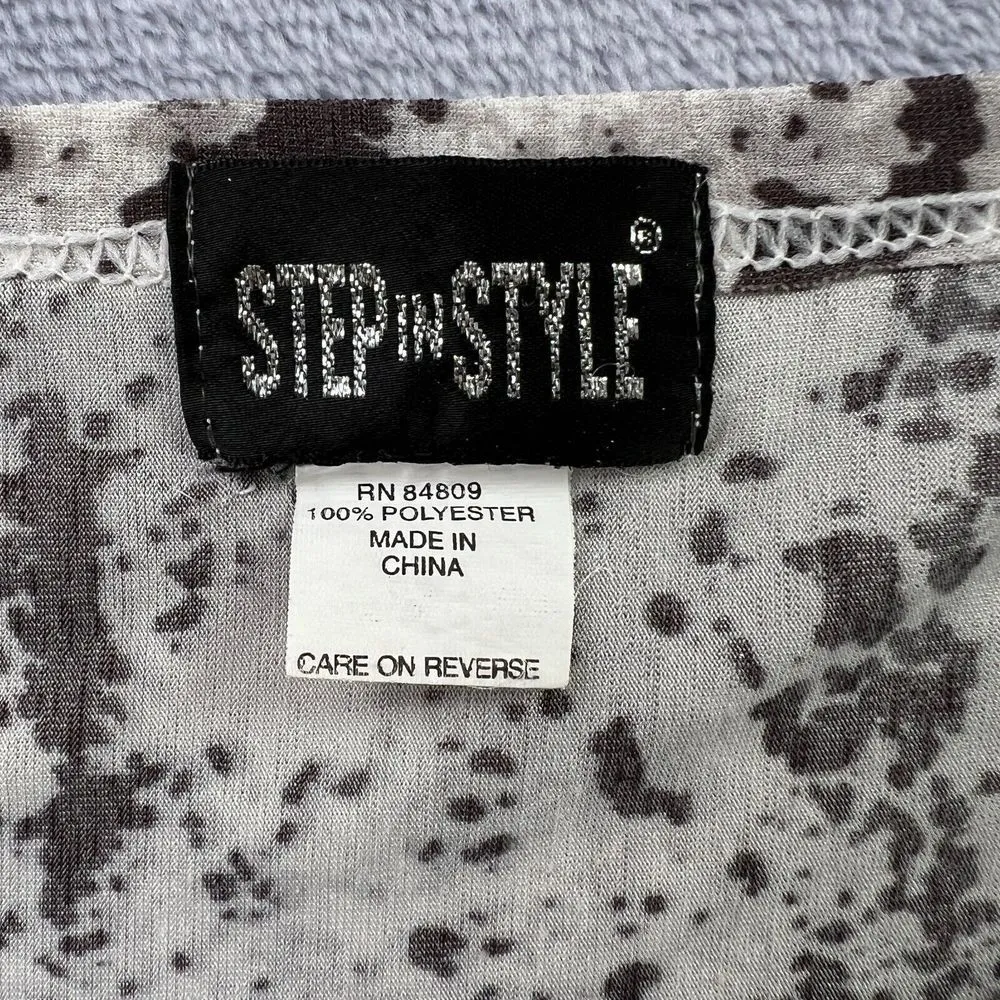 STEP IN STYLE®
RN 84809
100% POLYESTER
MADE IN
CHINA
CARE ON REVERSE